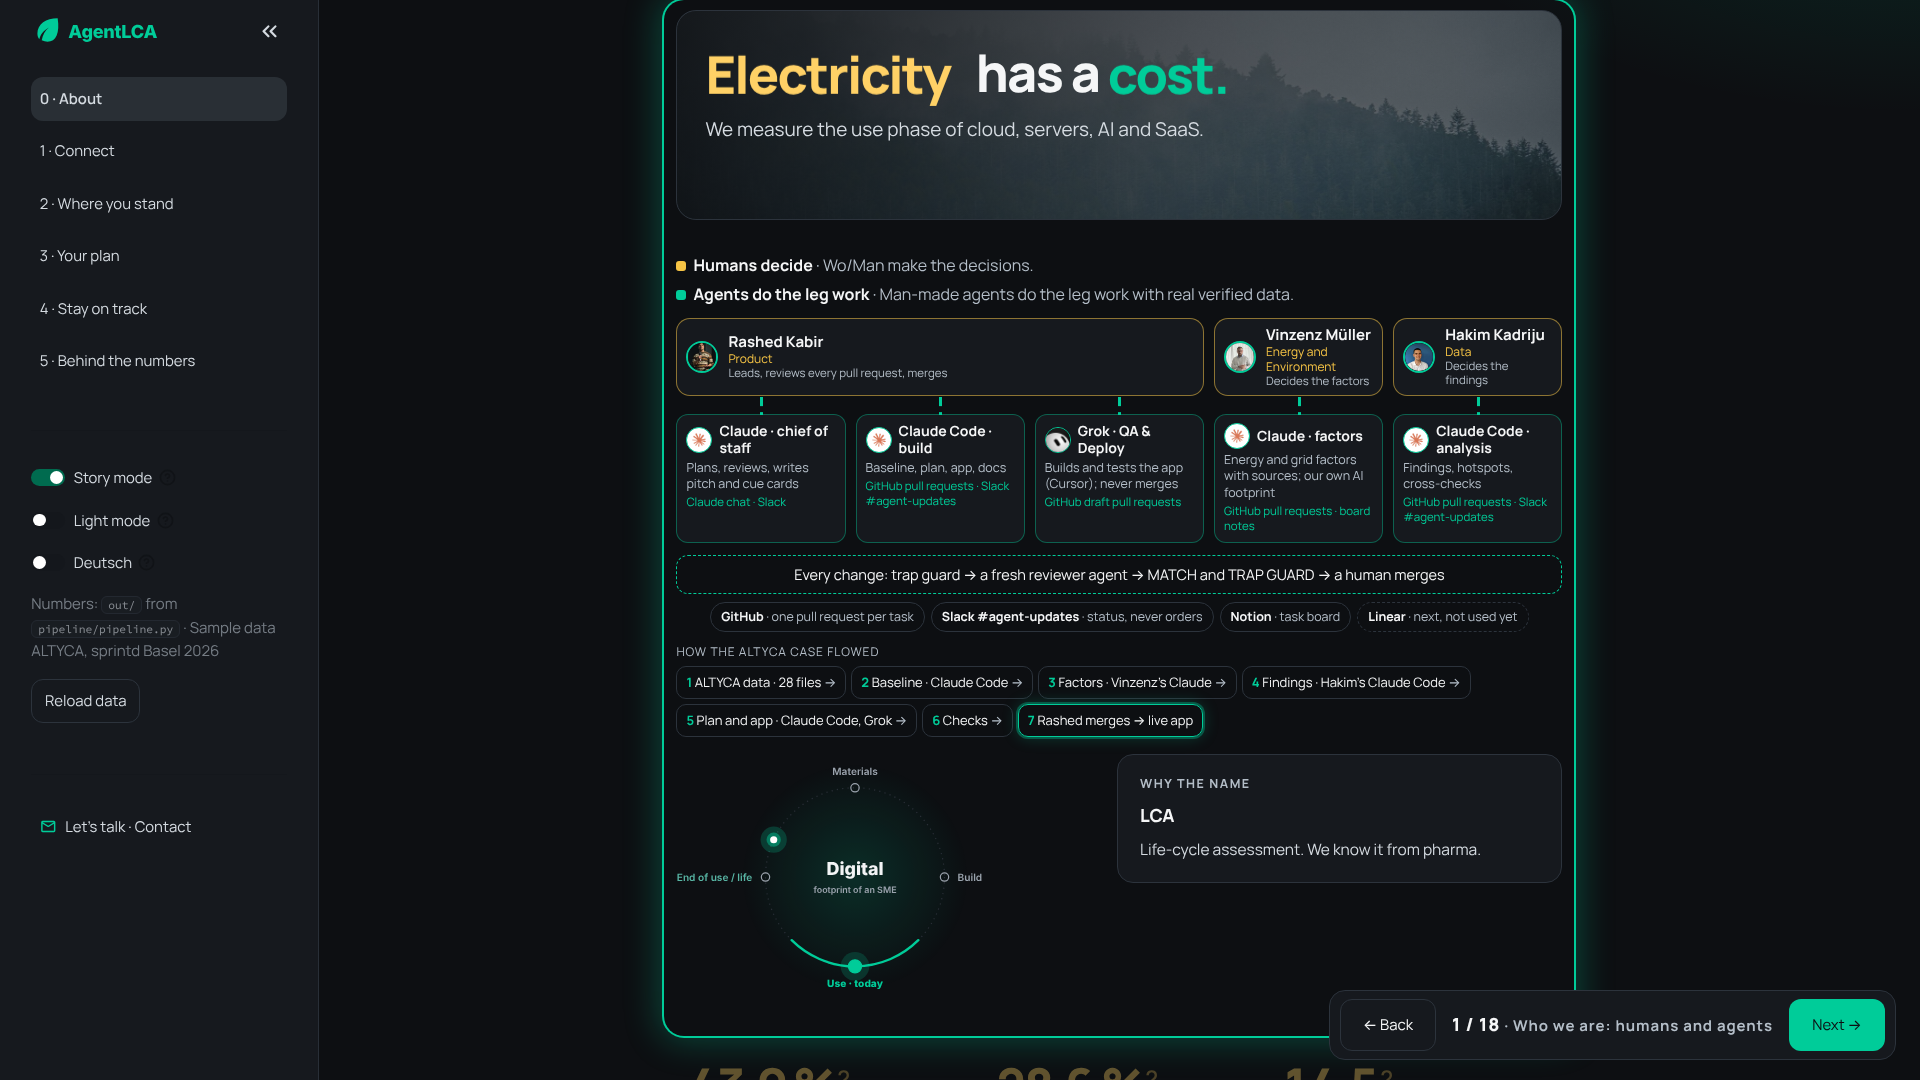 AgentLCA
0 · About
1 · Connect
2 · Where you stand
3 · Your plan
4 · Stay on track
5 · Behind the numbers
Story mode
Light mode
Deutsch
Numbers: out/ from
pipeline/pipeline.py · Sample data
ALTYCA, sprintd Basel 2026
Reload data
Let's talk · Contact
Electricity has a cost.
We measure the use phase of cloud, servers, AI and SaaS.
Humans decide · Wo/Man make the decisions.
Agents do the leg work · Man-made agents do the leg work with real verified data.
Rashed Kabir
Product
Leads, reviews every pull request, merges
Vinzenz Müller
Energy and
Environment
Decides the factors
Hakim Kadriju
Data
Decides the
findings
Claude · chief of
staff
Plans, reviews, writes
pitch and cue cards
Claude chat · Slack
Claude Code ·
build
Baseline, plan, app, docs
GitHub pull requests · Slack
#agent-updates
Grok · QA &
Deploy
Builds and tests the app
(Cursor); never merges
GitHub draft pull requests
Claude · factors
Energy and grid factors
with sources; our own AI
footprint
GitHub pull requests · board
notes
Claude Code ·
analysis
Findings, hotspots,
cross-checks
GitHub pull requests · Slack
#agent-updates
Every change: trap guard → a fresh reviewer agent → MATCH and TRAP GUARD → a human merges
GitHub · one pull request per task
Slack #agent-updates · status, never orders
Notion · task board
Linear · next, not used yet
HOW THE ALTYCA CASE FLOWED
1 ALTYCA data · 28 files →
2 Baseline · Claude Code →
3 Factors · Vinzenz's Claude →
4 Findings · Hakim's Claude Code →
5 Plan and app · Claude Code, Grok →
6 Checks →
7 Rashed merges → live app
Materials
Digital
footprint of an SME
End of use / life
Build
Use · today
WHY THE NAME
LCA
Life-cycle assessment. We know it from pharma.
← Back
1 / 18 · Who we are: humans and agents
Next →